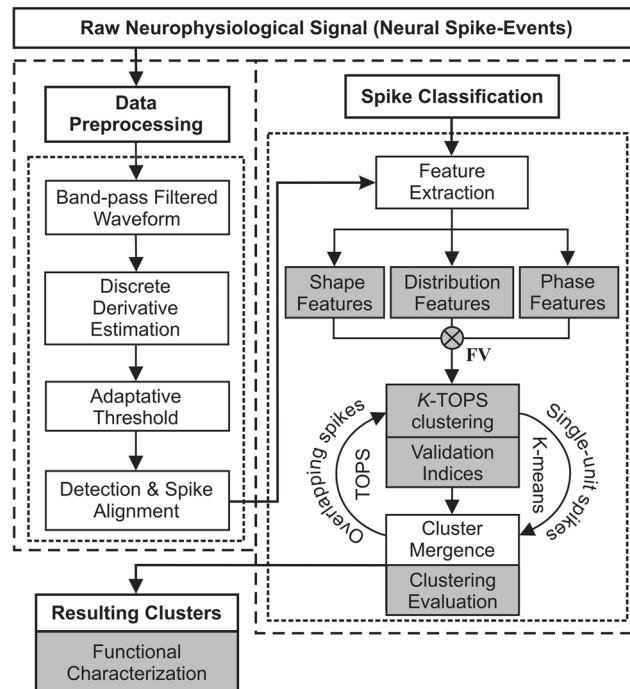 Raw Neurophysiological Signal (Neural Spike-Events)
Data
Preprocessing
Band-pass Filtered
Waveform
Discrete
Derivative
Estimation
Adaptative
Threshold
Detection & Spike
Alignment
Spike Classification
Feature
Extraction
Shape
Features
Distribution
Features
Phase
Features
FV
K-TOPS
clustering
Validation
Indices
Overlapping spikes
TOPS
Single-unit spikes
K-means
Cluster
Mergence
Clustering
Evaluation
Resulting Clusters
Functional
Characterization